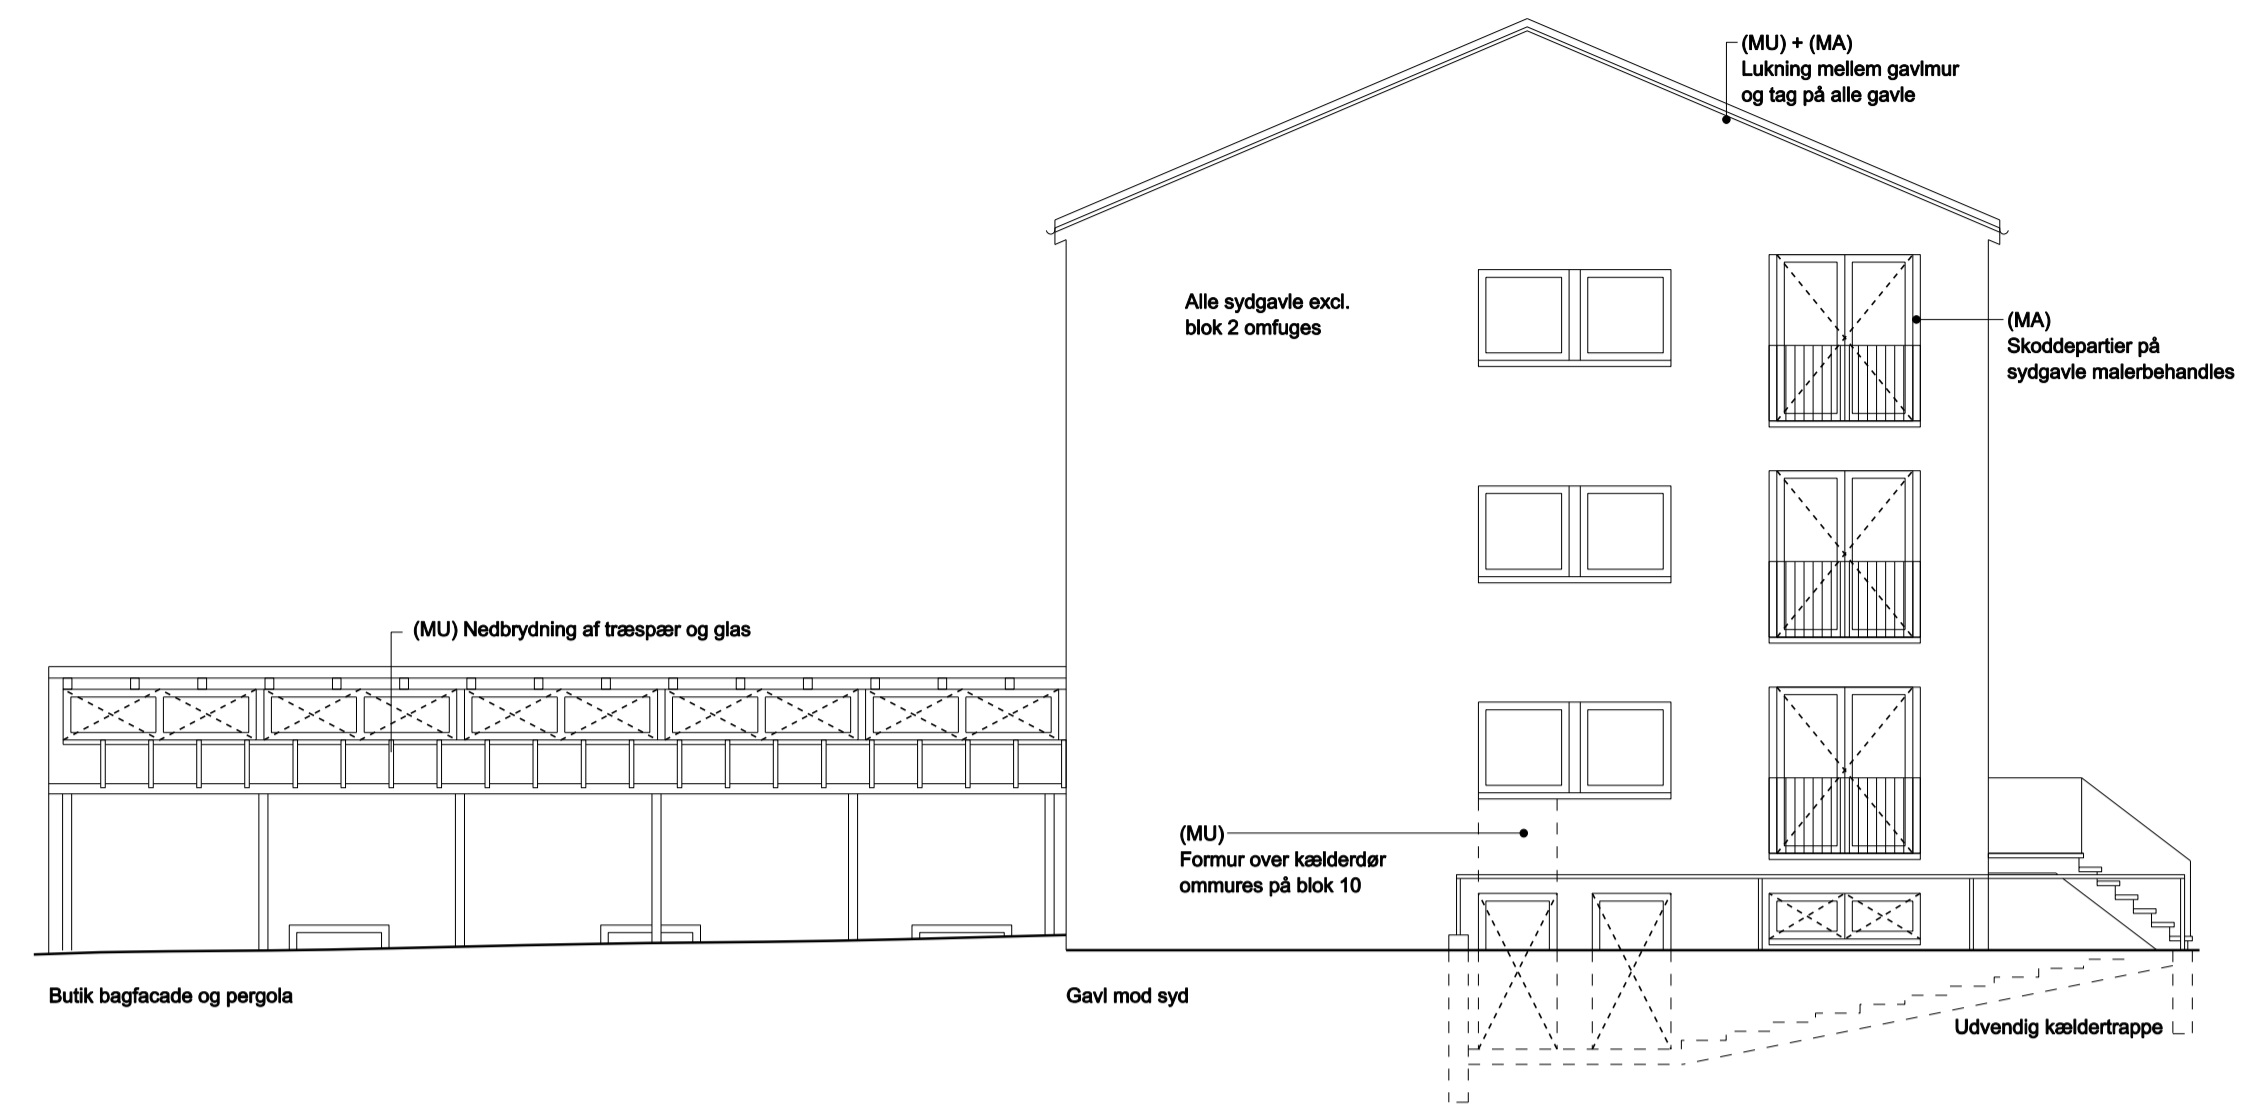 (MU) + (MA)
Lukning mellem gavlmur
og tag på alle gavle
Alle sydgavle excl.
blok 2 omfuges
(MA)
Skoddepartier på
sydgavle malerbehandles
(MU) Nedbrydning af træspær og glas
(MU)
Formur over kælderdør
ommures på blok 10
Butik bagfacade og pergola
Gavl mod syd
Udvendig kældertrappe